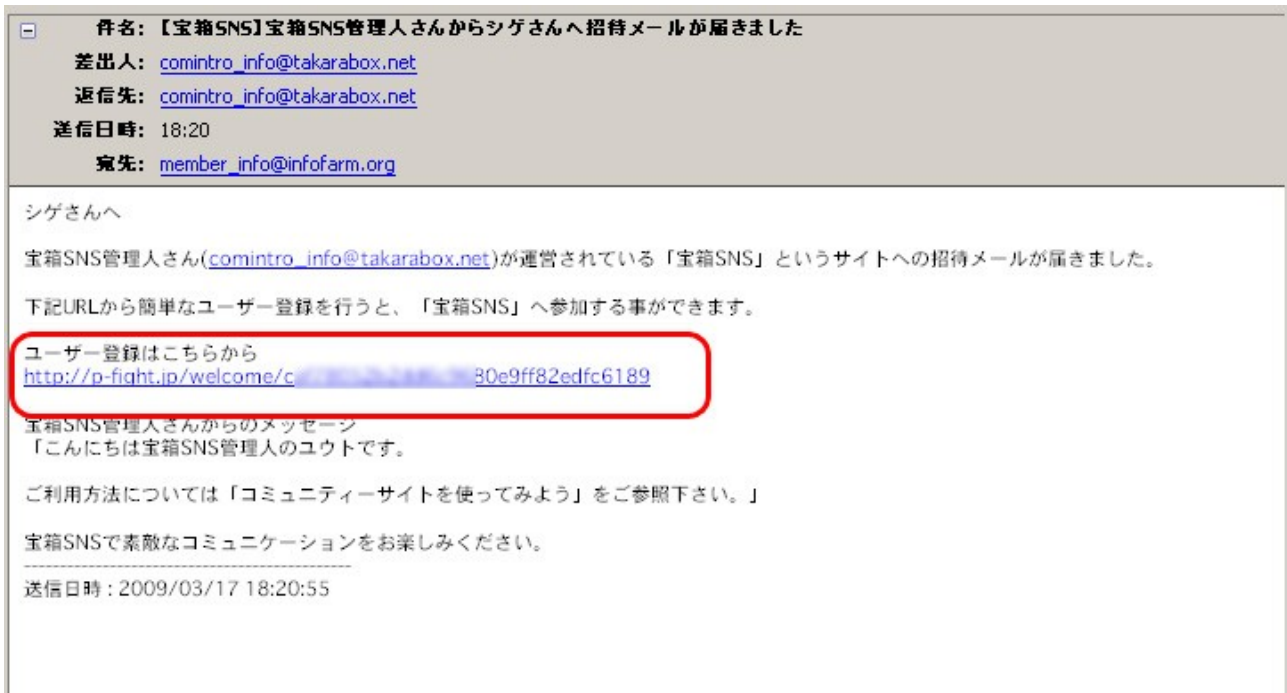 件名: 【宝箱SNS】宝箱SNS管理人さんからシゲさんへ招待メールが届きました
差出人: comintro_info@takarabox.net
返信先: comintro_info@takarabox.net
送信日時: 18:20
宛先: member_info@infofarm.org
シゲさんへ
宝箱SNS管理人さん(comintro_info@takarabox.net)が運営されている「宝箱SNS」というサイトへの招待メールが届きました。
下記URLから簡単なユーザー登録を行うと、「宝箱SNS」へ参加する事ができます。
ユーザー登録はこちらから
http://p-fight.jp/welcome/c 80e9ff82edfc6189
宝箱SNS管理人さんからのメッセージ
「こんにちは宝箱SNS管理人のユウトです。
ご利用方法については「コミュニティーサイトを使ってみよう」をご参照下さい。」
宝箱SNSで素敵なコミュニケーションをお楽しみください。
----------------------------------------------
送信日時 : 2009/03/17 18:20:55